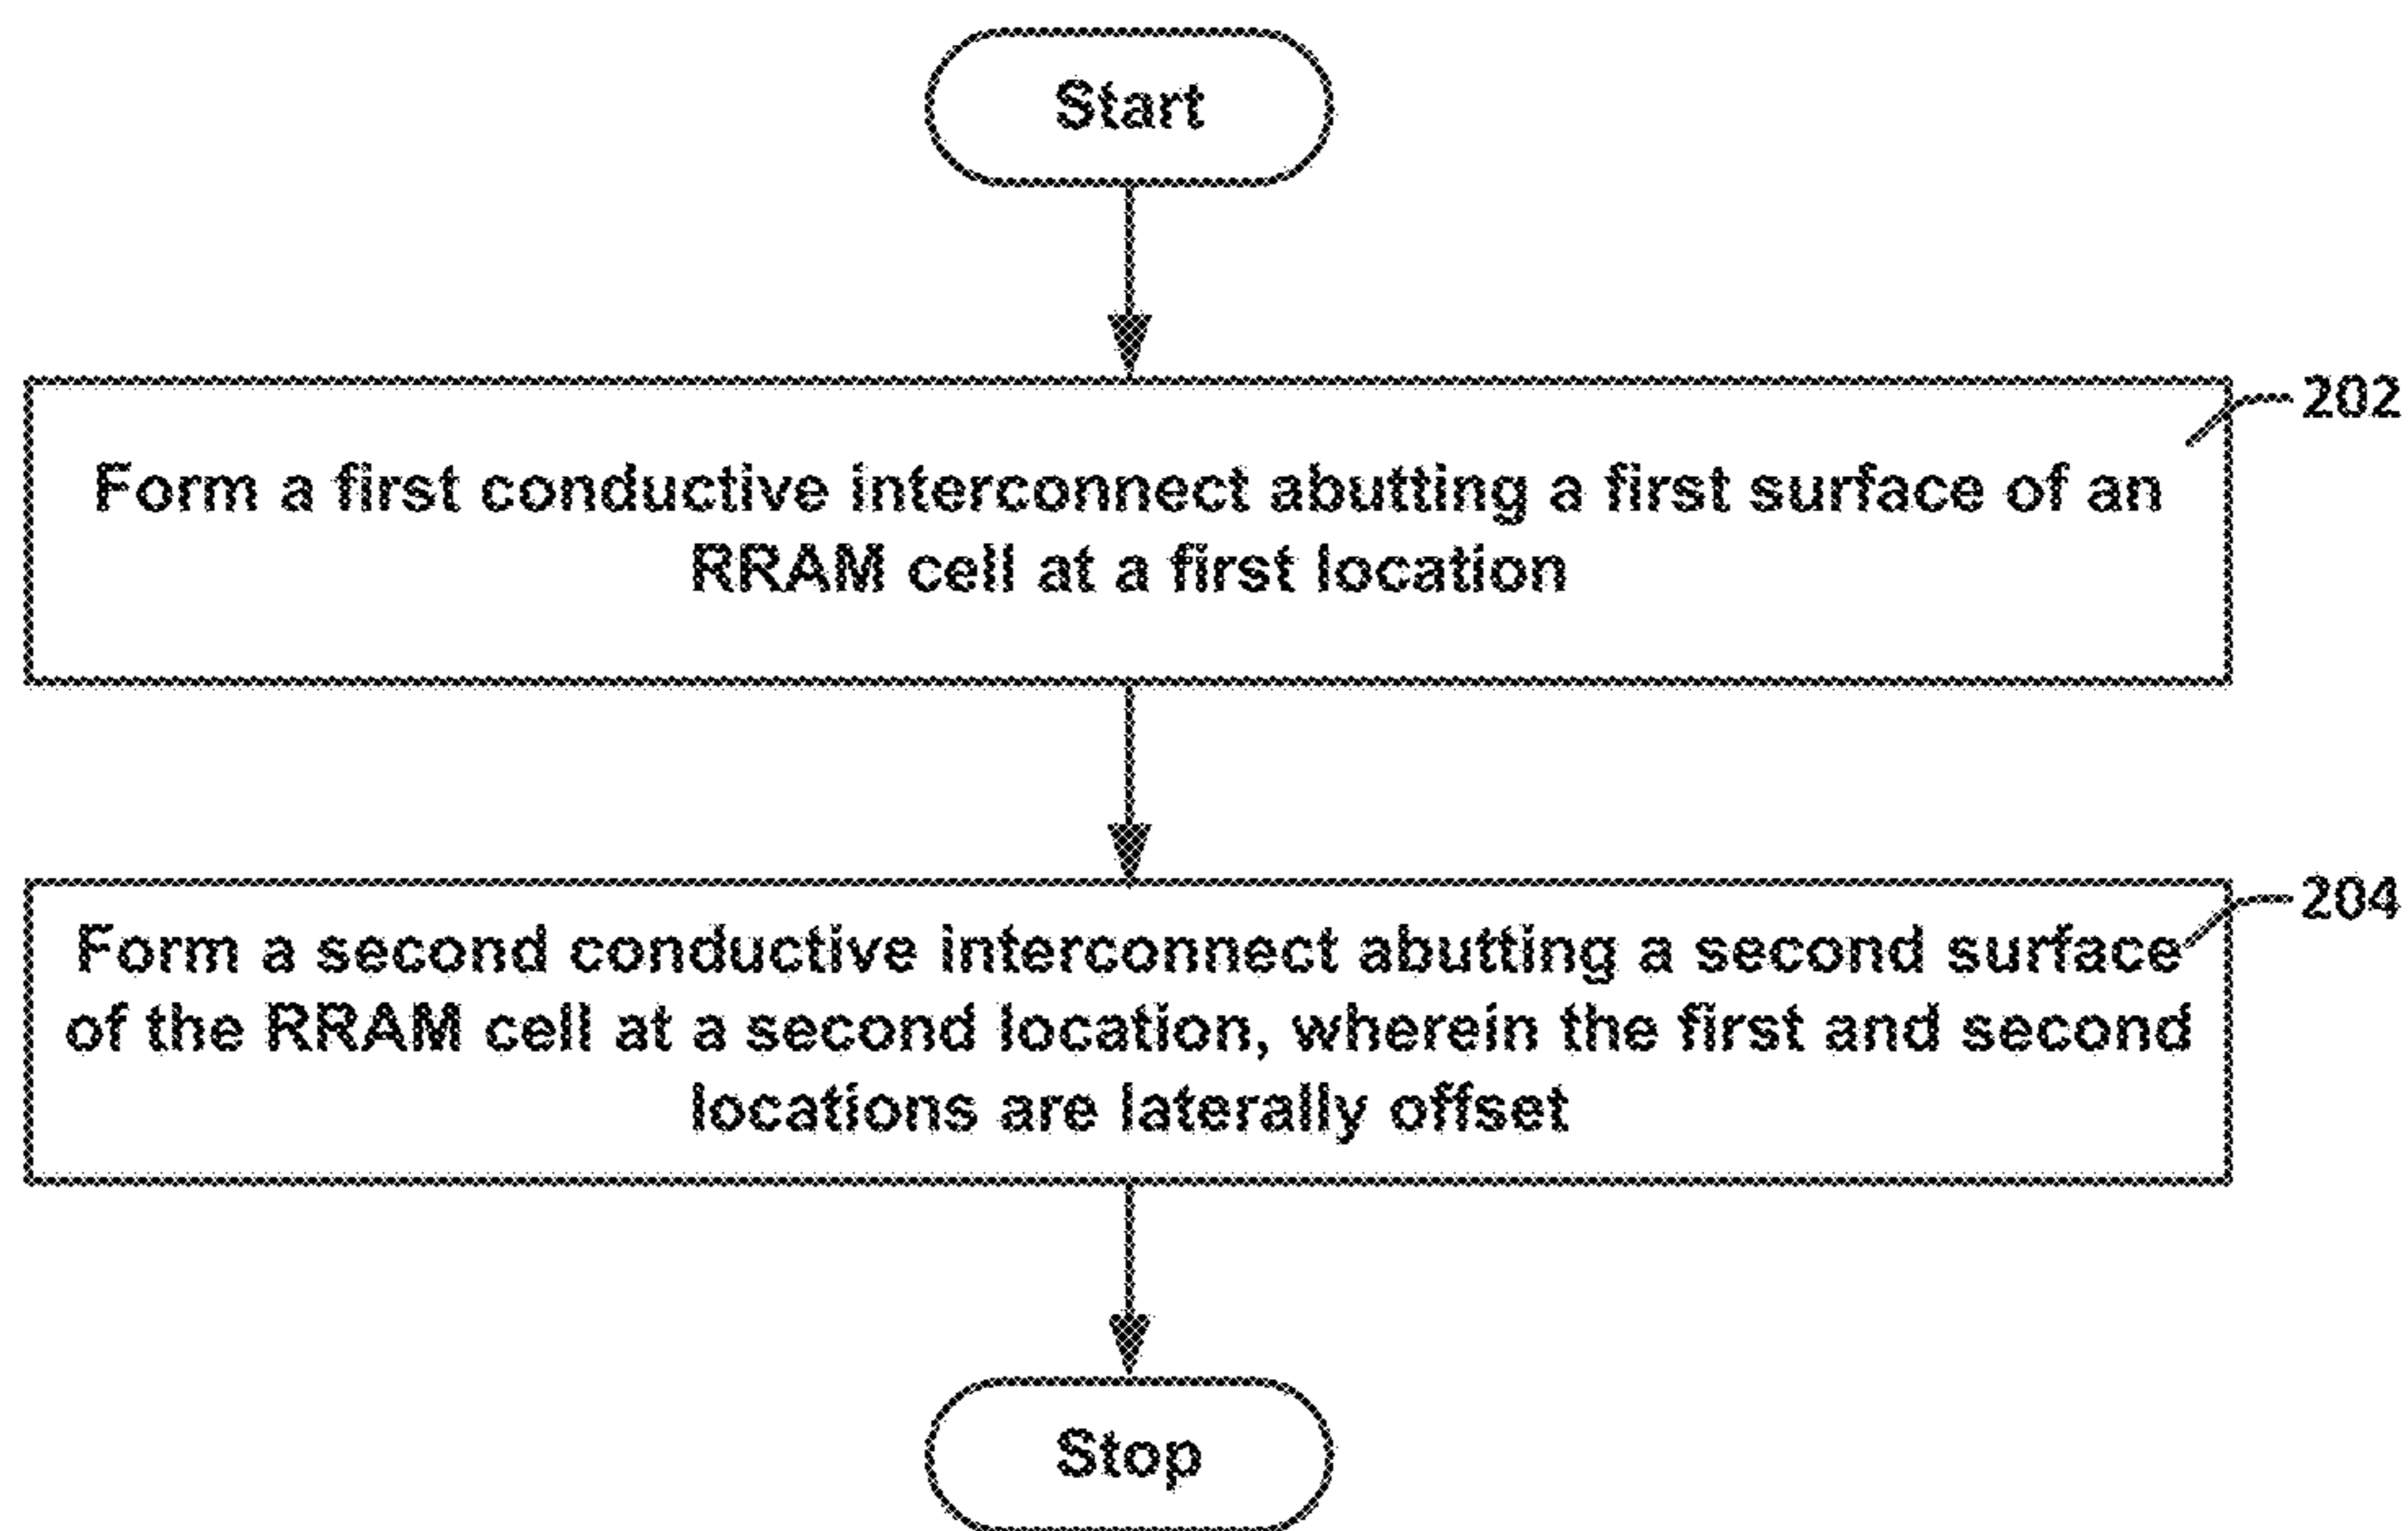 Start
202
Form a first conductive interconnect abutting a first surface of an
RRAM cell at a first location
204
Form a second conductive interconnect abutting a second surface
of the RRAM cell at a second location, wherein the first and second
locations are laterally offset
Stop